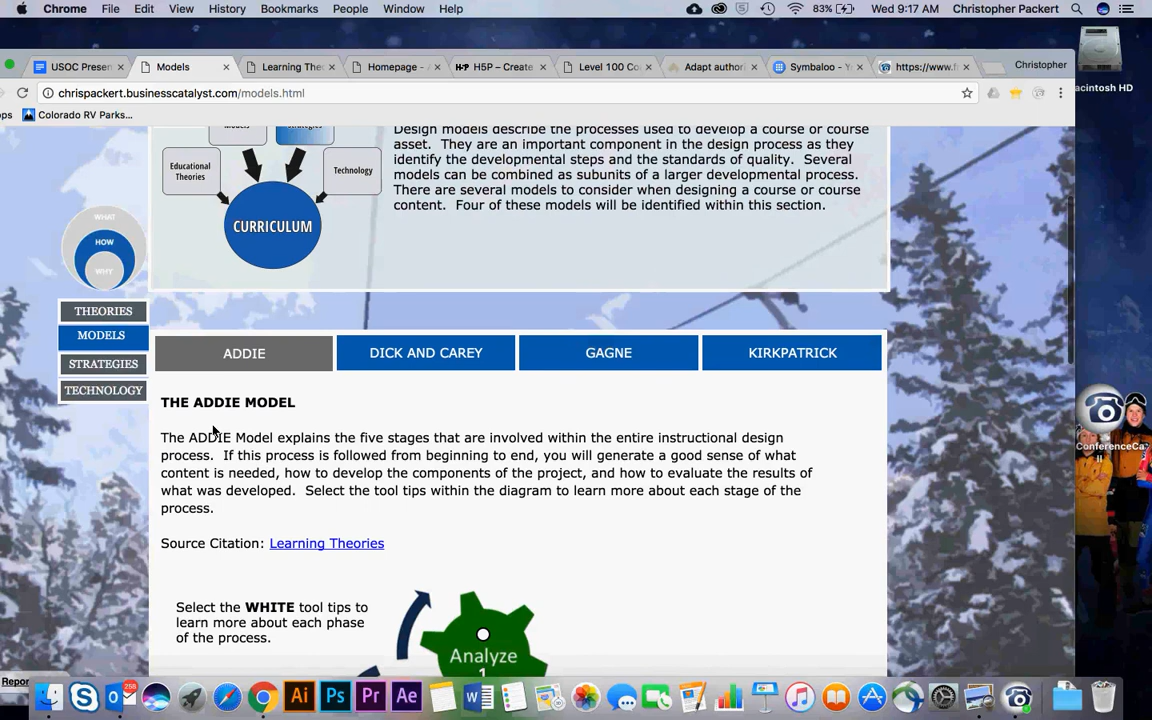 Chrome File Edit View History Bookmarks People Window Help 83% Wed 9:17 AM Christopher Packert
USOC Presen Models Learning The Homepage - A H5P – Create Level 100 Co Adapt author Symbaloo - Y https://www.f Christopher
chrispackert.businesscatalyst.com/models.html
acintosh HD
ps Colorado RV Parks...
Strategies
Educational
Theories
Technology
CURRICULUM
Design models describe the processes used to develop a course or course
asset. They are an important component in the design process as they
identify the developmental steps and the standards of quality. Several
models can be combined as subunits of a larger developmental process.
There are several models to consider when designing a course or course
content. Four of these models will be identified within this section.
WHAT
HOW
WHY
THEORIES
MODELS
STRATEGIES
TECHNOLOGY
ADDIE DICK AND CAREY GAGNE KIRKPATRICK
THE ADDIE MODEL
The ADDIE Model explains the five stages that are involved within the entire instructional design
process. If this process is followed from beginning to end, you will generate a good sense of what
content is needed, how to develop the components of the project, and how to evaluate the results of
what was developed. Select the tool tips within the diagram to learn more about each stage of the
process.
Source Citation: Learning Theories
Select the WHITE tool tips to
learn more about each phase
of the process.
Analyze
1
ConferenceCa
ll
Repor
258
Ai Ps Pr Ae